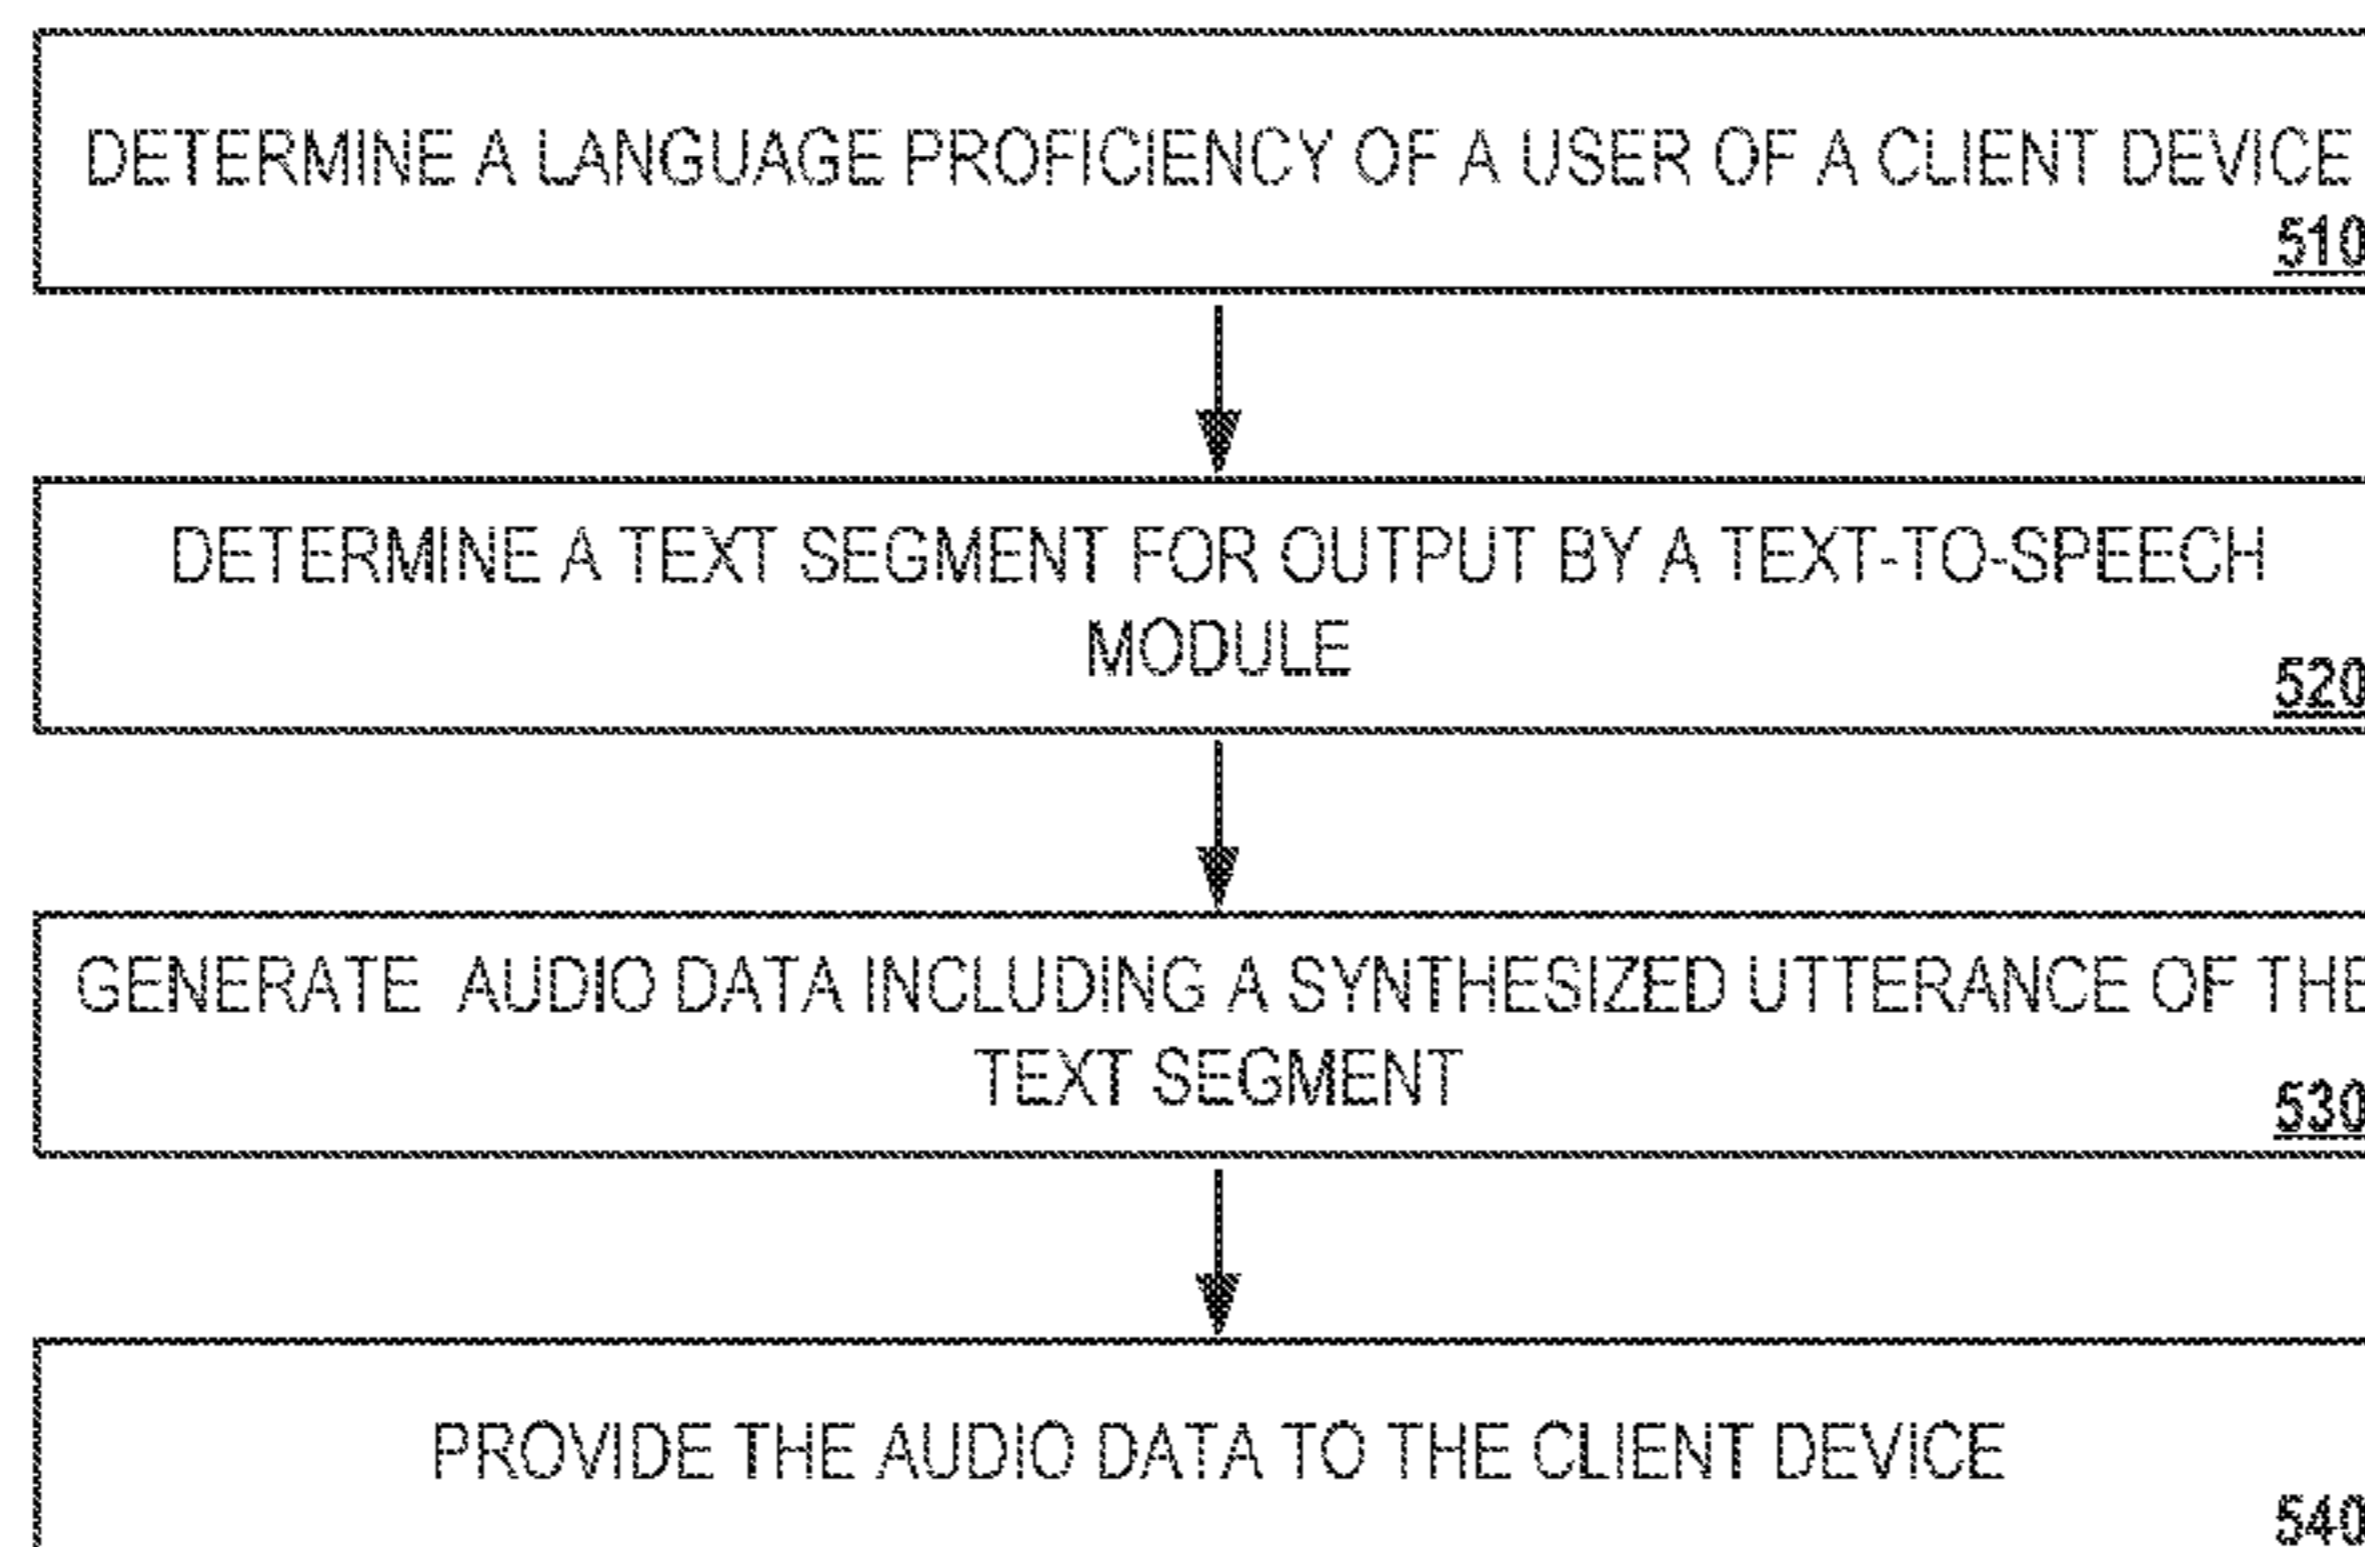 DETERMINE A LANGUAGE PROFICIENCY OF A USER OF A CLIENT DEVICE
510
DETERMINE A TEXT SEGMENT FOR OUTPUT BY A TEXT-TO-SPEECH
MODULE
520
GENERATE AUDIO DATA INCLUDING A SYNTHESIZED UTTERANCE OF THE
TEXT SEGMENT
530
PROVIDE THE AUDIO DATA TO THE CLIENT DEVICE
540